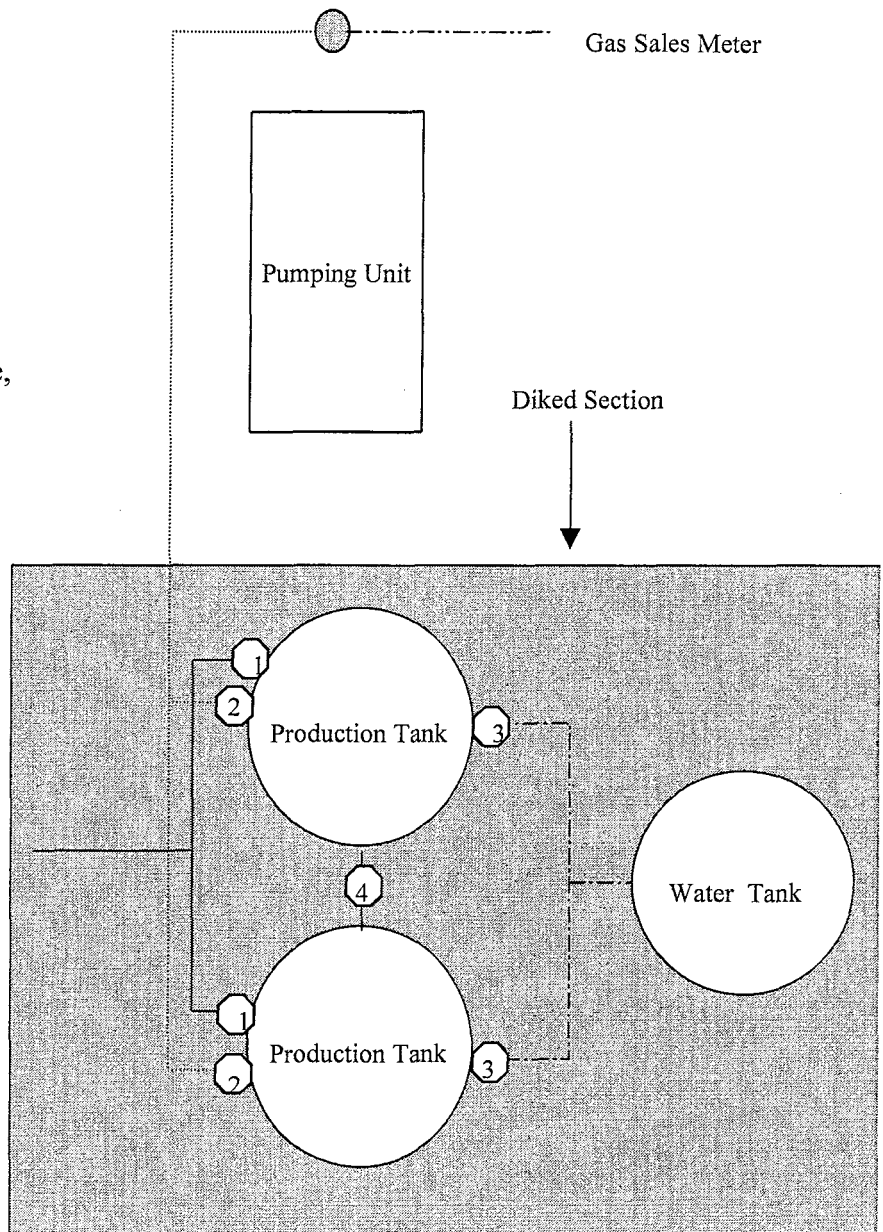 Gas Sales Meter
Pumping Unit
e,
Diked Section
1
2
Production Tank
3
4
Water Tank
1
Production Tank
2
3